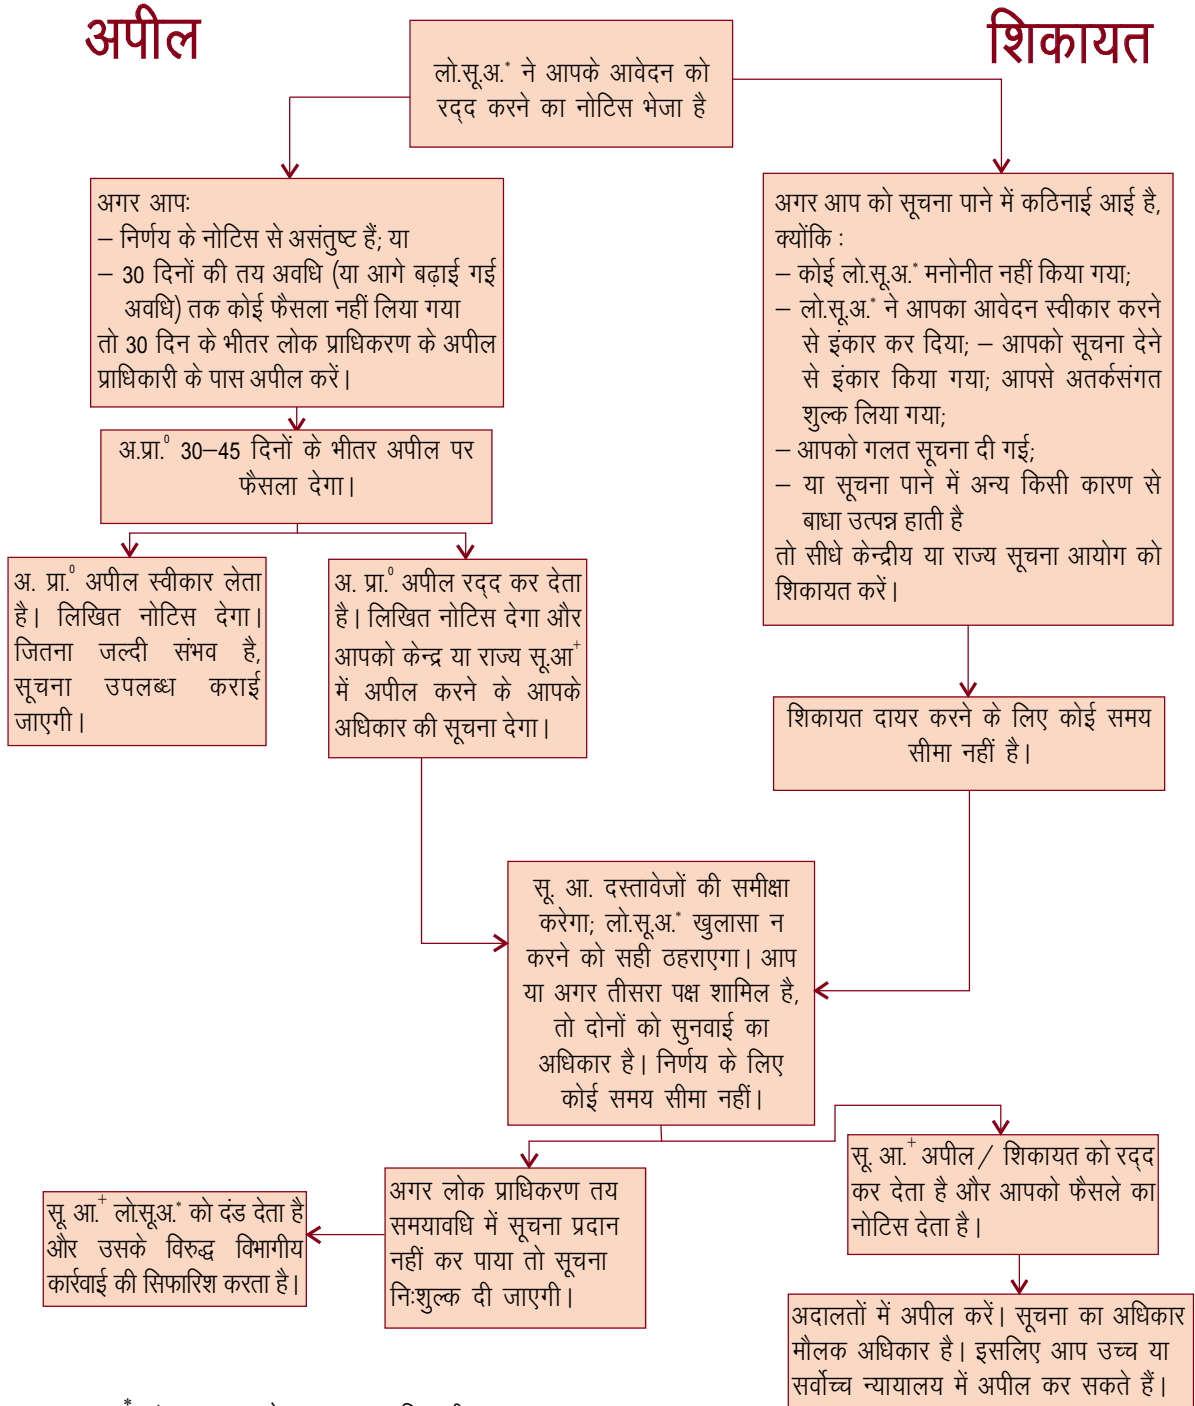 अपील
शिकायत
लो.सू.अ.* ने आपके आवेदन को
रद्द करने का नोटिस भेजा है
अगर आपः
– निर्णय के नोटिस से असंतुष्ट हैं; या
– 30 दिनों की तय अवधि (या आगे बढ़ाई गई
अवधि) तक कोई फैसला नहीं लिया गया
तो 30 दिन के भीतर लोक प्राधिकरण के अपील
प्राधिकारी के पास अपील करें।
अगर आप को सूचना पाने में कठिनाई आई है,
क्योंकि :
– कोई लो.सू.अ.* मनोनीत नहीं किया गया;
– लो.सू.अ.* ने आपका आवेदन स्वीकार करने
से इंकार कर दिया; – आपको सूचना देने
से इंकार किया गया; आपसे अतर्कसंगत
शुल्क लिया गया;
– आपको गलत सूचना दी गई;
– या सूचना पाने में अन्य किसी कारण से
बाधा उत्पन्न हाती है
तो सीधे केन्द्रीय या राज्य सूचना आयोग को
शिकायत करें।
अ.प्रा.⁰ 30–45 दिनों के भीतर अपील पर
फैसला देगा।
अ. प्रा.⁰ अपील स्वीकार लेता
है। लिखित नोटिस देगा।
जितना जल्दी संभव है,
सूचना उपलब्ध कराई
जाएगी।
अ. प्रा.⁰ अपील रद्द कर देता
है। लिखित नोटिस देगा और
आपको केन्द्र या राज्य सू.आ⁺
में अपील करने के आपके
अधिकार की सूचना देगा।
शिकायत दायर करने के लिए कोई समय
सीमा नहीं है।
सू. आ. दस्तावेजों की समीक्षा
करेगा; लो.सू.अ.* खुलासा न
करने को सही ठहराएगा। आप
या अगर तीसरा पक्ष शामिल है,
तो दोनों को सुनवाई का
अधिकार है। निर्णय के लिए
कोई समय सीमा नहीं।
सू. आ.⁺ अपील / शिकायत को रद्द
कर देता है और आपको फैसले का
नोटिस देता है।
अगर लोक प्राधिकरण तय
समयावधि में सूचना प्रदान
नहीं कर पाया तो सूचना
निःशुल्क दी जाएगी।
सू. आ.⁺ लो.सू.अ.* को दंड देता है
और उसके विरुद्ध विभागीय
कार्रवाई की सिफारिश करता है।
अदालतों में अपील करें। सूचना का अधिकार
मौलक अधिकार है। इसलिए आप उच्च या
सर्वोच्च न्यायालय में अपील कर सकते हैं।
*